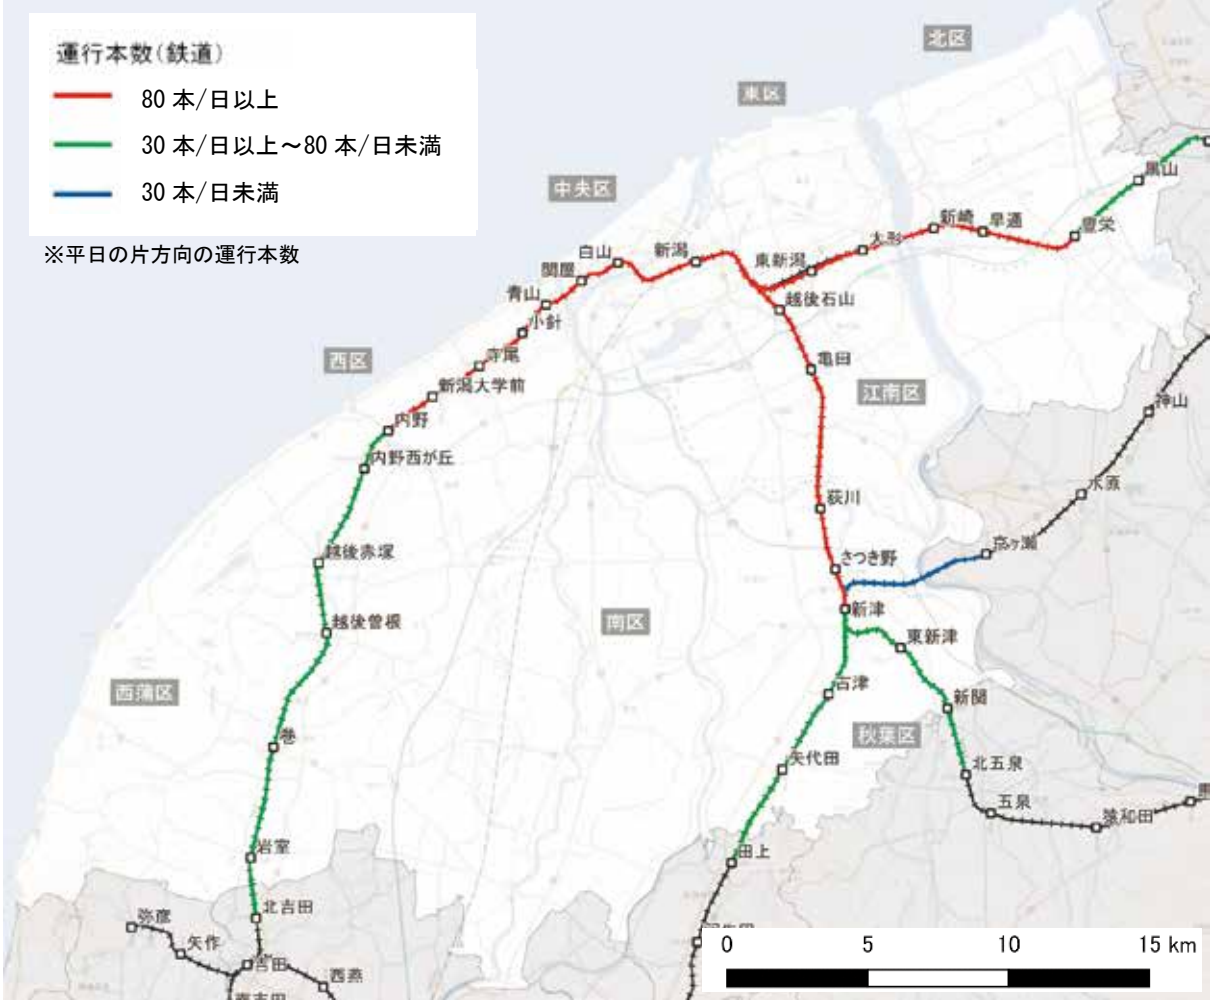 運行本数(鉄道)
80 本/日以上
30 本/日以上～80 本/日未満
30 本/日未満
※平日の片方向の運行本数
北区
東区
中央区
西区
江南区
南区
西蒲区
秋葉区
黒山
豊栄
早通
新崎
大形
東新潟
新潟
白山
関屋
青山
小針
寺尾
新潟大学前
内野
内野西が丘
越後赤塚
越後曽根
巻
岩室
北吉田
吉田
南吉田
西燕
弥彦
矢作
越後石山
亀田
荻川
さつき野
新津
古津
矢代田
田上
東新津
新関
北五泉
五泉
猿和田
京ヶ瀬
水原
神山
0 5 10 15 km